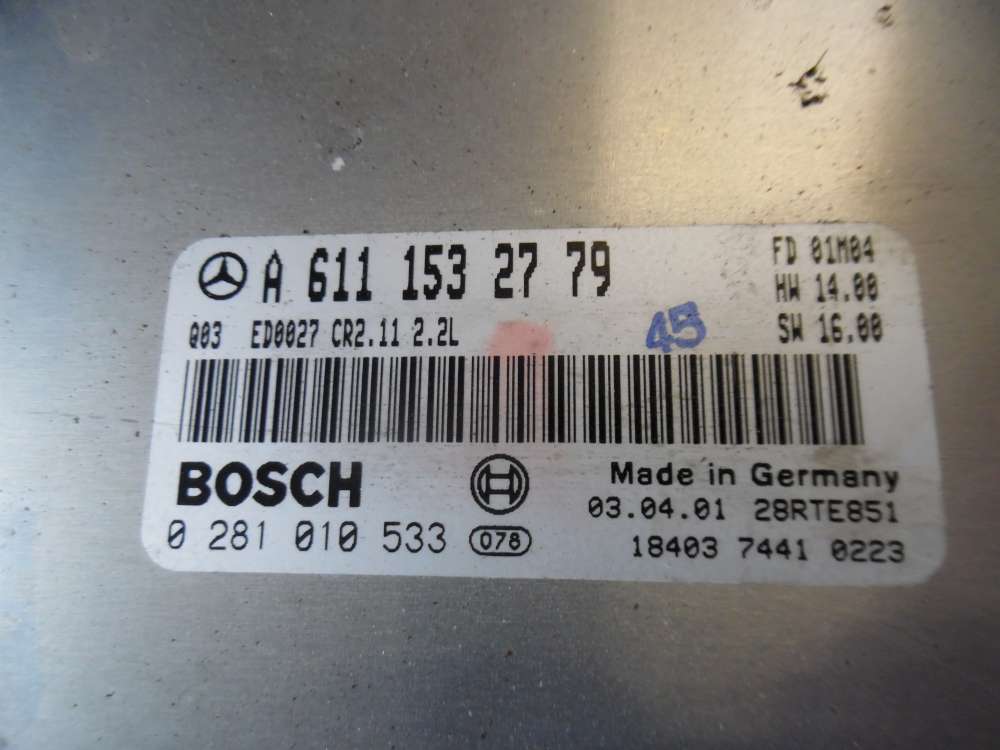 A 611 153 27 79
FD 01M04
HW 14.00
Q03 ED0027 CR2.11 2.2L
45
SW 16.00
BOSCH
Made in Germany
03.04.01 28RTE851
0 281 010 533 078
18403 7441 0223